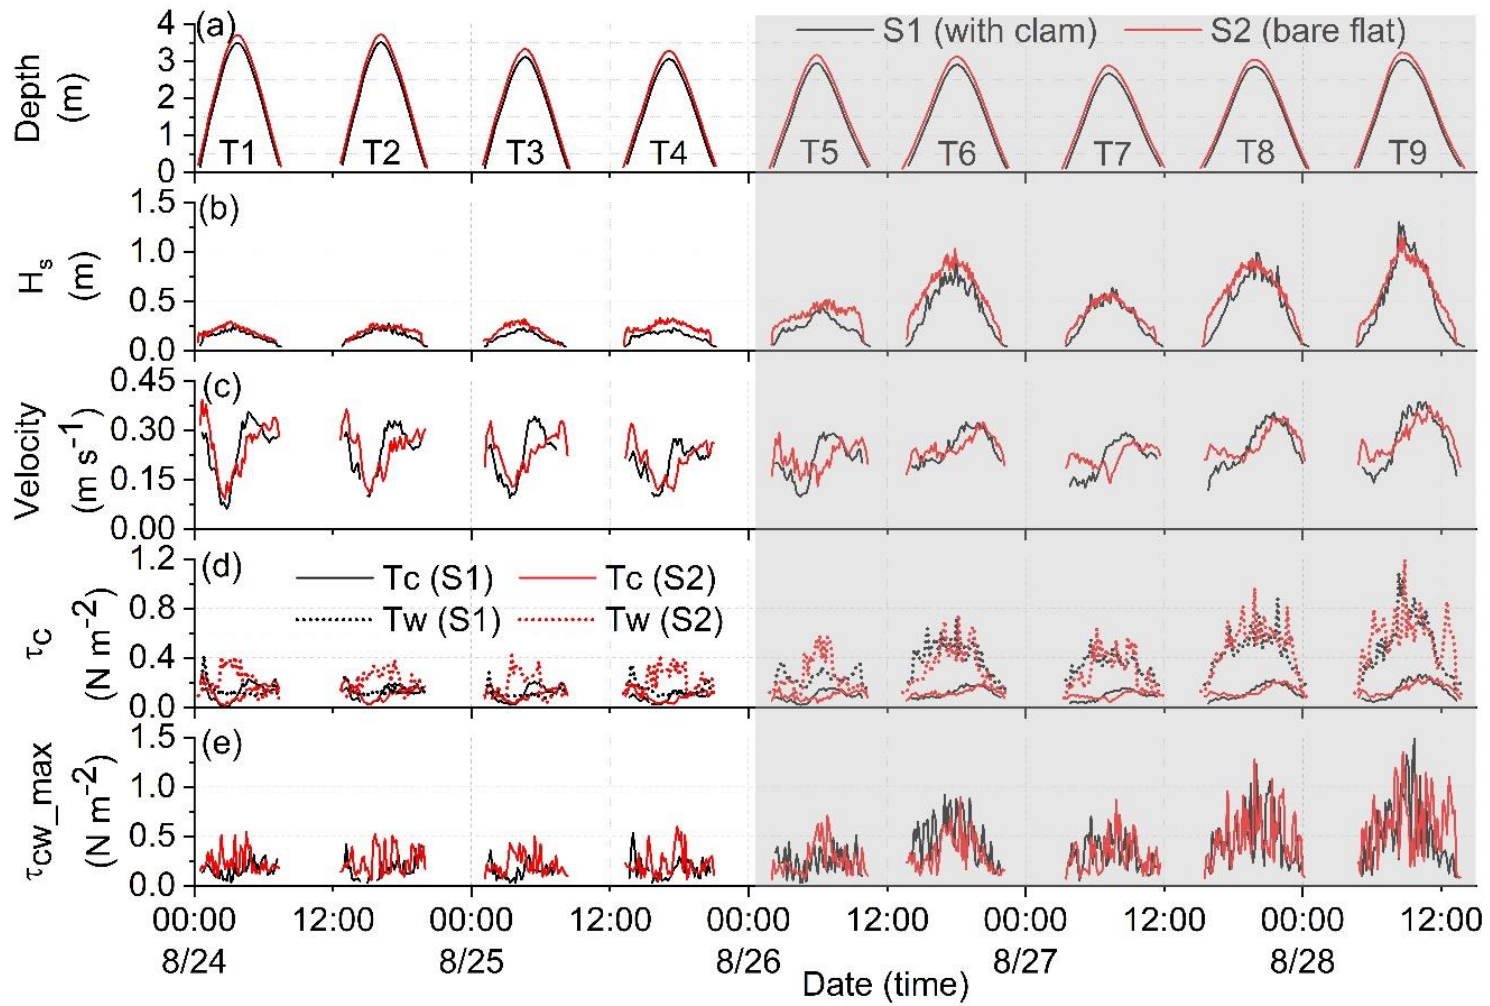 (a)
S1 (with clam) S2 (bare flat)
Depth
(m)
4
3
2
1
0
T1 T2 T3 T4 T5 T6 T7 T8 T9
(b)
Hs
(m)
1.5
1.0
0.5
0.0
(c)
Velocity
(m s-1)
0.45
0.30
0.15
0.00
(d)
Tc (S1) Tc (S2)
Tw (S1) Tw (S2)
τC
(N m-2)
1.2
0.8
0.4
0.0
(e)
τcw_max
(N m-2)
1.5
1.0
0.5
0.0
00:00 12:00 00:00 12:00 00:00 12:00 00:00 12:00 00:00 12:00
8/24 8/25 8/26 8/27 8/28
Date (time)